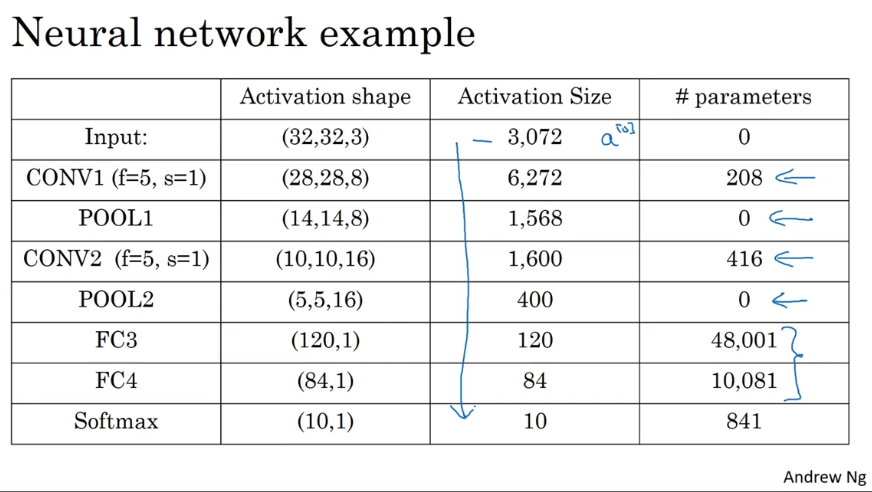 Neural network example
Activation shape Activation Size # parameters
Input: (32,32,3) 3,072 a[0] 0
CONV1 (f=5, s=1) (28,28,8) 6,272 208
POOL1 (14,14,8) 1,568 0
CONV2 (f=5, s=1) (10,10,16) 1,600 416
POOL2 (5,5,16) 400 0
FC3 (120,1) 120 48,001
FC4 (84,1) 84 10,081
Softmax (10,1) 10 841
Andrew Ng